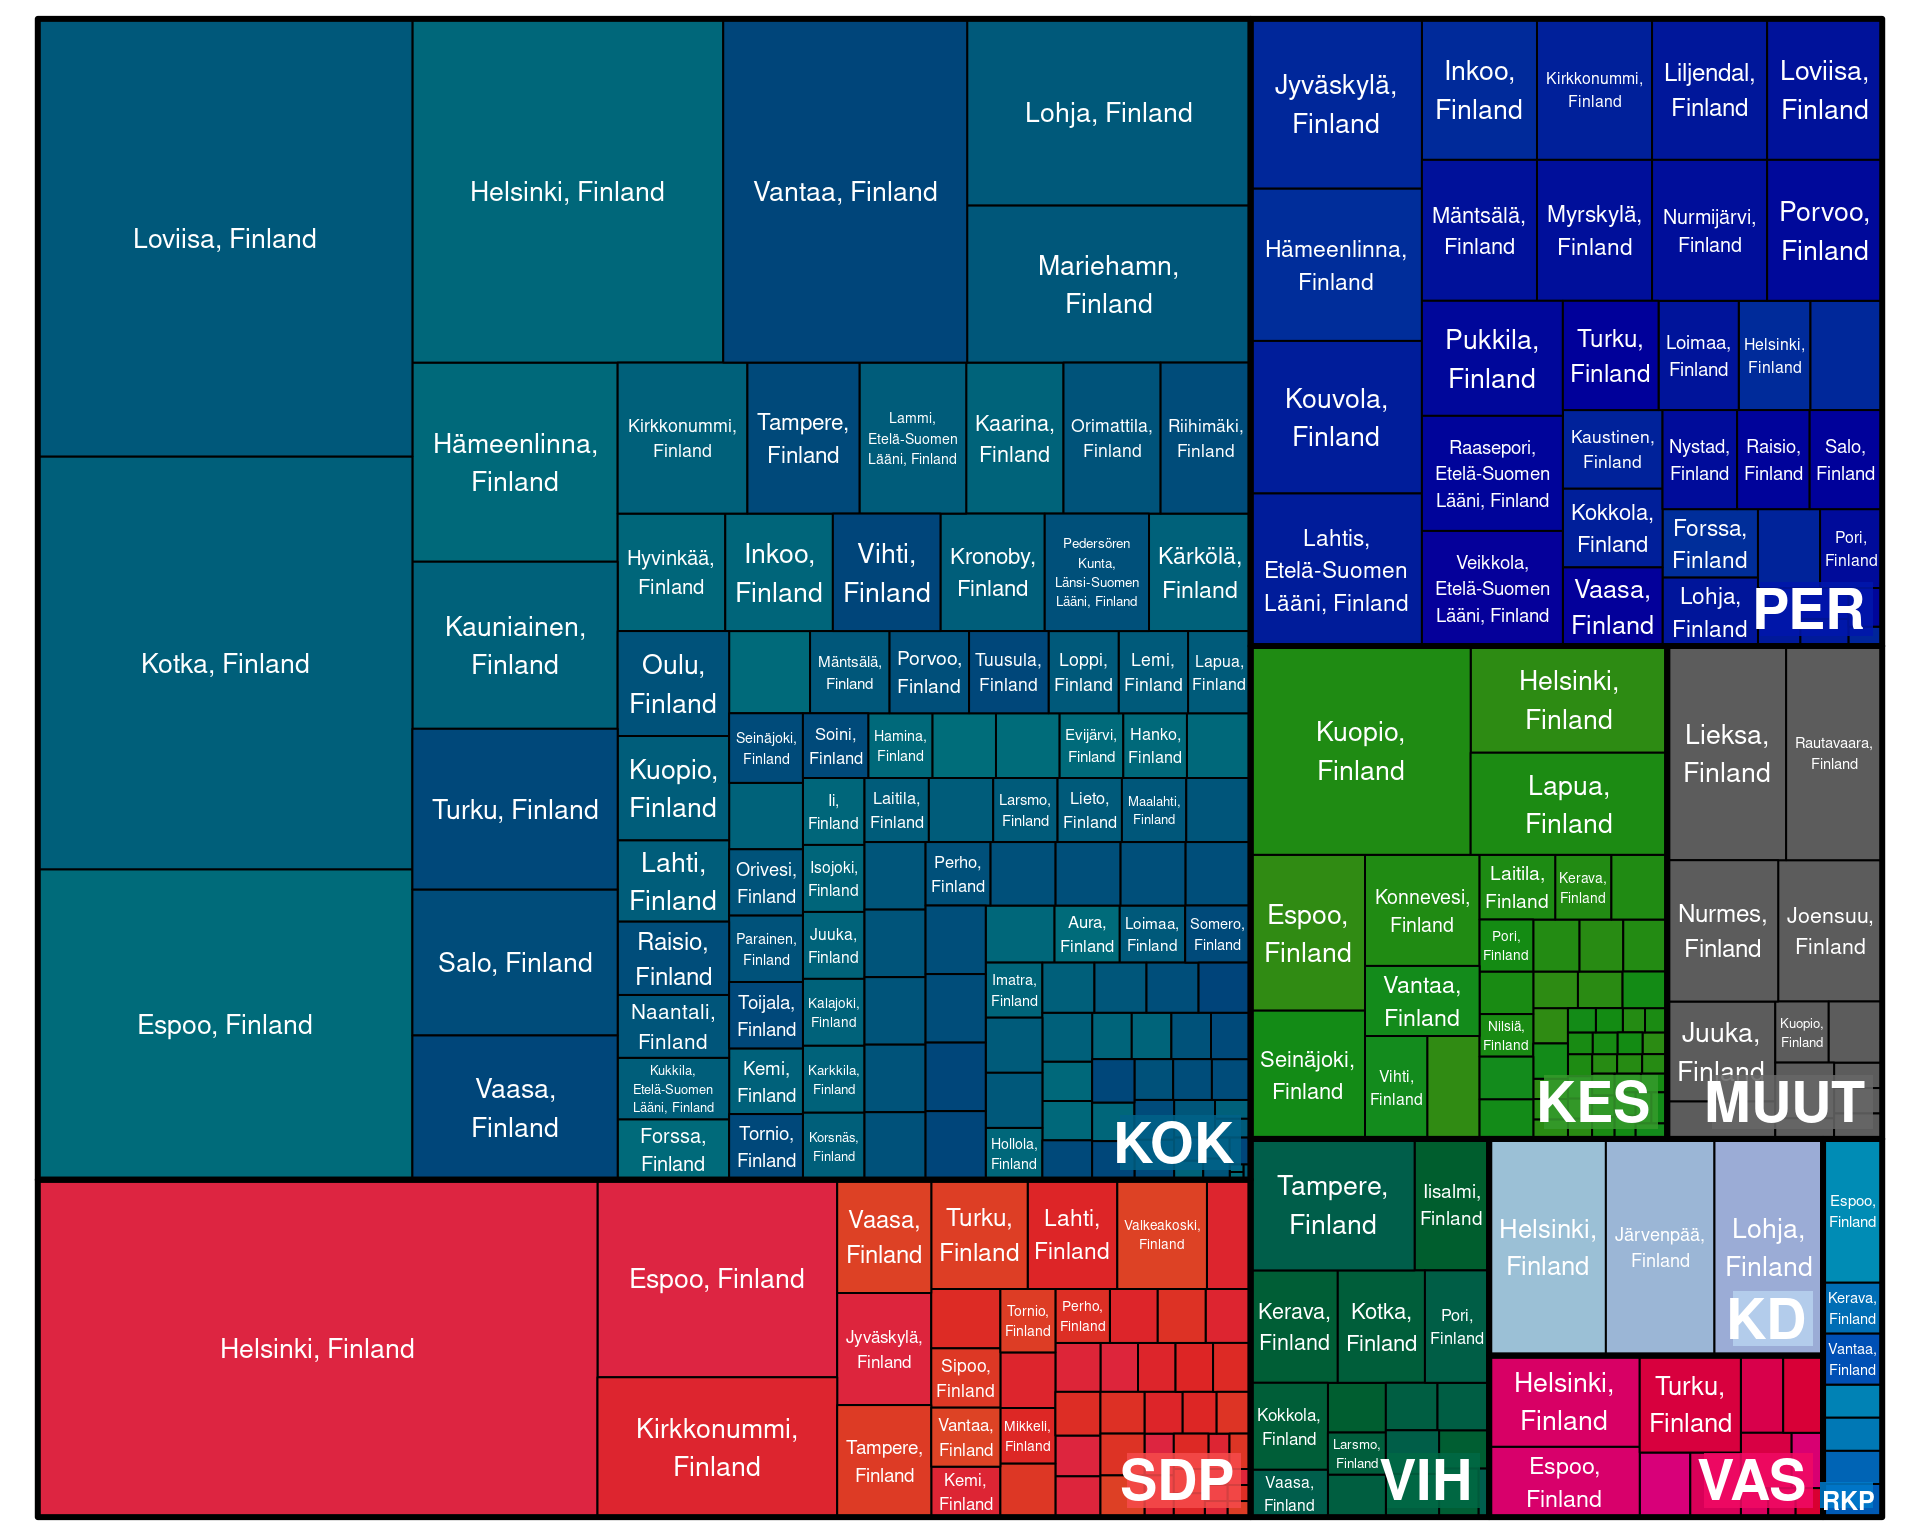 Loviisa, Finland
Kotka, Finland
Espoo, Finland
Helsinki, Finland
Vantaa, Finland
Lohja, Finland
Mariehamn,
Finland
Hämeenlinna,
Finland
Kauniainen,
Finland
Turku, Finland
Salo, Finland
Vaasa,
Finland
Kirkkonummi,
Finland
Tampere,
Finland
Lammi,
Etelä-Suomen
Lääni, Finland
Kaarina,
Finland
Orimattila,
Finland
Riihimäki,
Finland
Hyvinkää,
Finland
Inkoo,
Finland
Vihti,
Finland
Kronoby,
Finland
Pedersören
Kunta,
Länsi-Suomen
Lääni, Finland
Kärkölä,
Finland
Oulu,
Finland
Kuopio,
Finland
Lahti,
Finland
Raisio,
Finland
Naantali,
Finland
Kukkila,
Etelä-Suomen
Lääni, Finland
Forssa,
Finland
Mäntsälä,
Finland
Porvoo,
Finland
Tuusula,
Finland
Loppi,
Finland
Lemi,
Finland
Lapua,
Finland
Seinäjoki,
Finland
Soini,
Finland
Hamina,
Finland
Evijärvi,
Finland
Hanko,
Finland
Orivesi,
Finland
Parainen,
Finland
Toijala,
Finland
Kemi,
Finland
Tornio,
Finland
Ii,
Finland
Laitila,
Finland
Larsmo,
Finland
Lieto,
Finland
Maalahti,
Finland
Isojoki,
Finland
Juuka,
Finland
Kalajoki,
Finland
Karkkila,
Finland
Korsnäs,
Finland
Perho,
Finland
Aura,
Finland
Loimaa,
Finland
Somero,
Finland
Imatra,
Finland
Hollola,
Finland
KOK
Helsinki, Finland
Espoo, Finland
Kirkkonummi,
Finland
Vaasa,
Finland
Jyväskylä,
Finland
Tampere,
Finland
Turku,
Finland
Lahti,
Finland
Valkeakoski,
Finland
Sipoo,
Finland
Vantaa,
Finland
Kemi,
Finland
Tornio,
Finland
Mikkeli,
Finland
Perho,
Finland
SDP
Jyväskylä,
Finland
Hämeenlinna,
Finland
Kouvola,
Finland
Lahtis,
Etelä-Suomen
Lääni, Finland
Inkoo,
Finland
Kirkkonummi,
Finland
Liljendal,
Finland
Loviisa,
Finland
Mäntsälä,
Finland
Myrskylä,
Finland
Nurmijärvi,
Finland
Porvoo,
Finland
Pukkila,
Finland
Raasepori,
Etelä-Suomen
Lääni, Finland
Veikkola,
Etelä-Suomen
Lääni, Finland
Turku,
Finland
Loimaa,
Finland
Helsinki,
Finland
Kaustinen,
Finland
Kokkola,
Finland
Vaasa,
Finland
Nystad,
Finland
Raisio,
Finland
Salo,
Finland
Forssa,
Finland
Lohja,
Finland
Pori,
Finland
PER
Kuopio,
Finland
Helsinki,
Finland
Lapua,
Finland
Espoo,
Finland
Seinäjoki,
Finland
Konnevesi,
Finland
Vantaa,
Finland
Vihti,
Finland
Laitila,
Finland
Kerava,
Finland
Pori,
Finland
Nilsiä,
Finland
KES
Lieksa,
Finland
Rautavaara,
Finland
Nurmes,
Finland
Joensuu,
Finland
Juuka,
Finland
Kuopio,
Finland
MUUT
Tampere,
Finland
Iisalmi,
Finland
Kerava,
Finland
Kotka,
Finland
Pori,
Finland
Kokkola,
Finland
Vaasa,
Finland
Larsmo,
Finland
VIH
Helsinki,
Finland
Järvenpää,
Finland
Lohja,
Finland
KD
Helsinki,
Finland
Espoo,
Finland
Turku,
Finland
VAS
Espoo,
Finland
Kerava,
Finland
Vantaa,
Finland
RKP